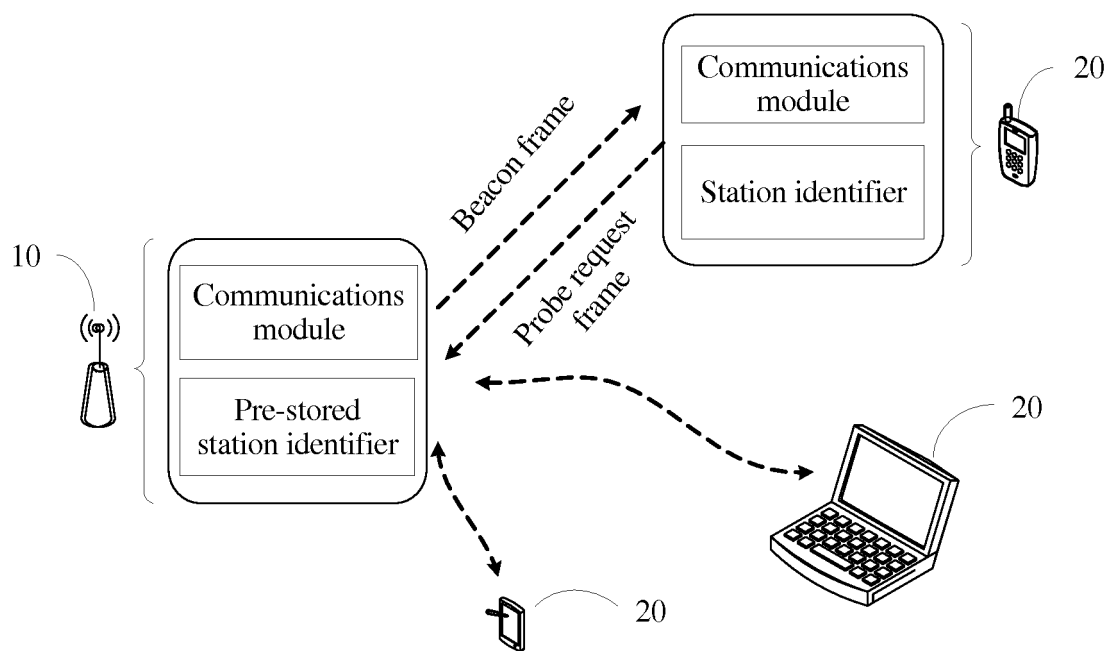 Communications
module
20
Station identifier
Beacon frame
Probe request
frame
10
Communications
module
Pre-stored
station identifier
20
20